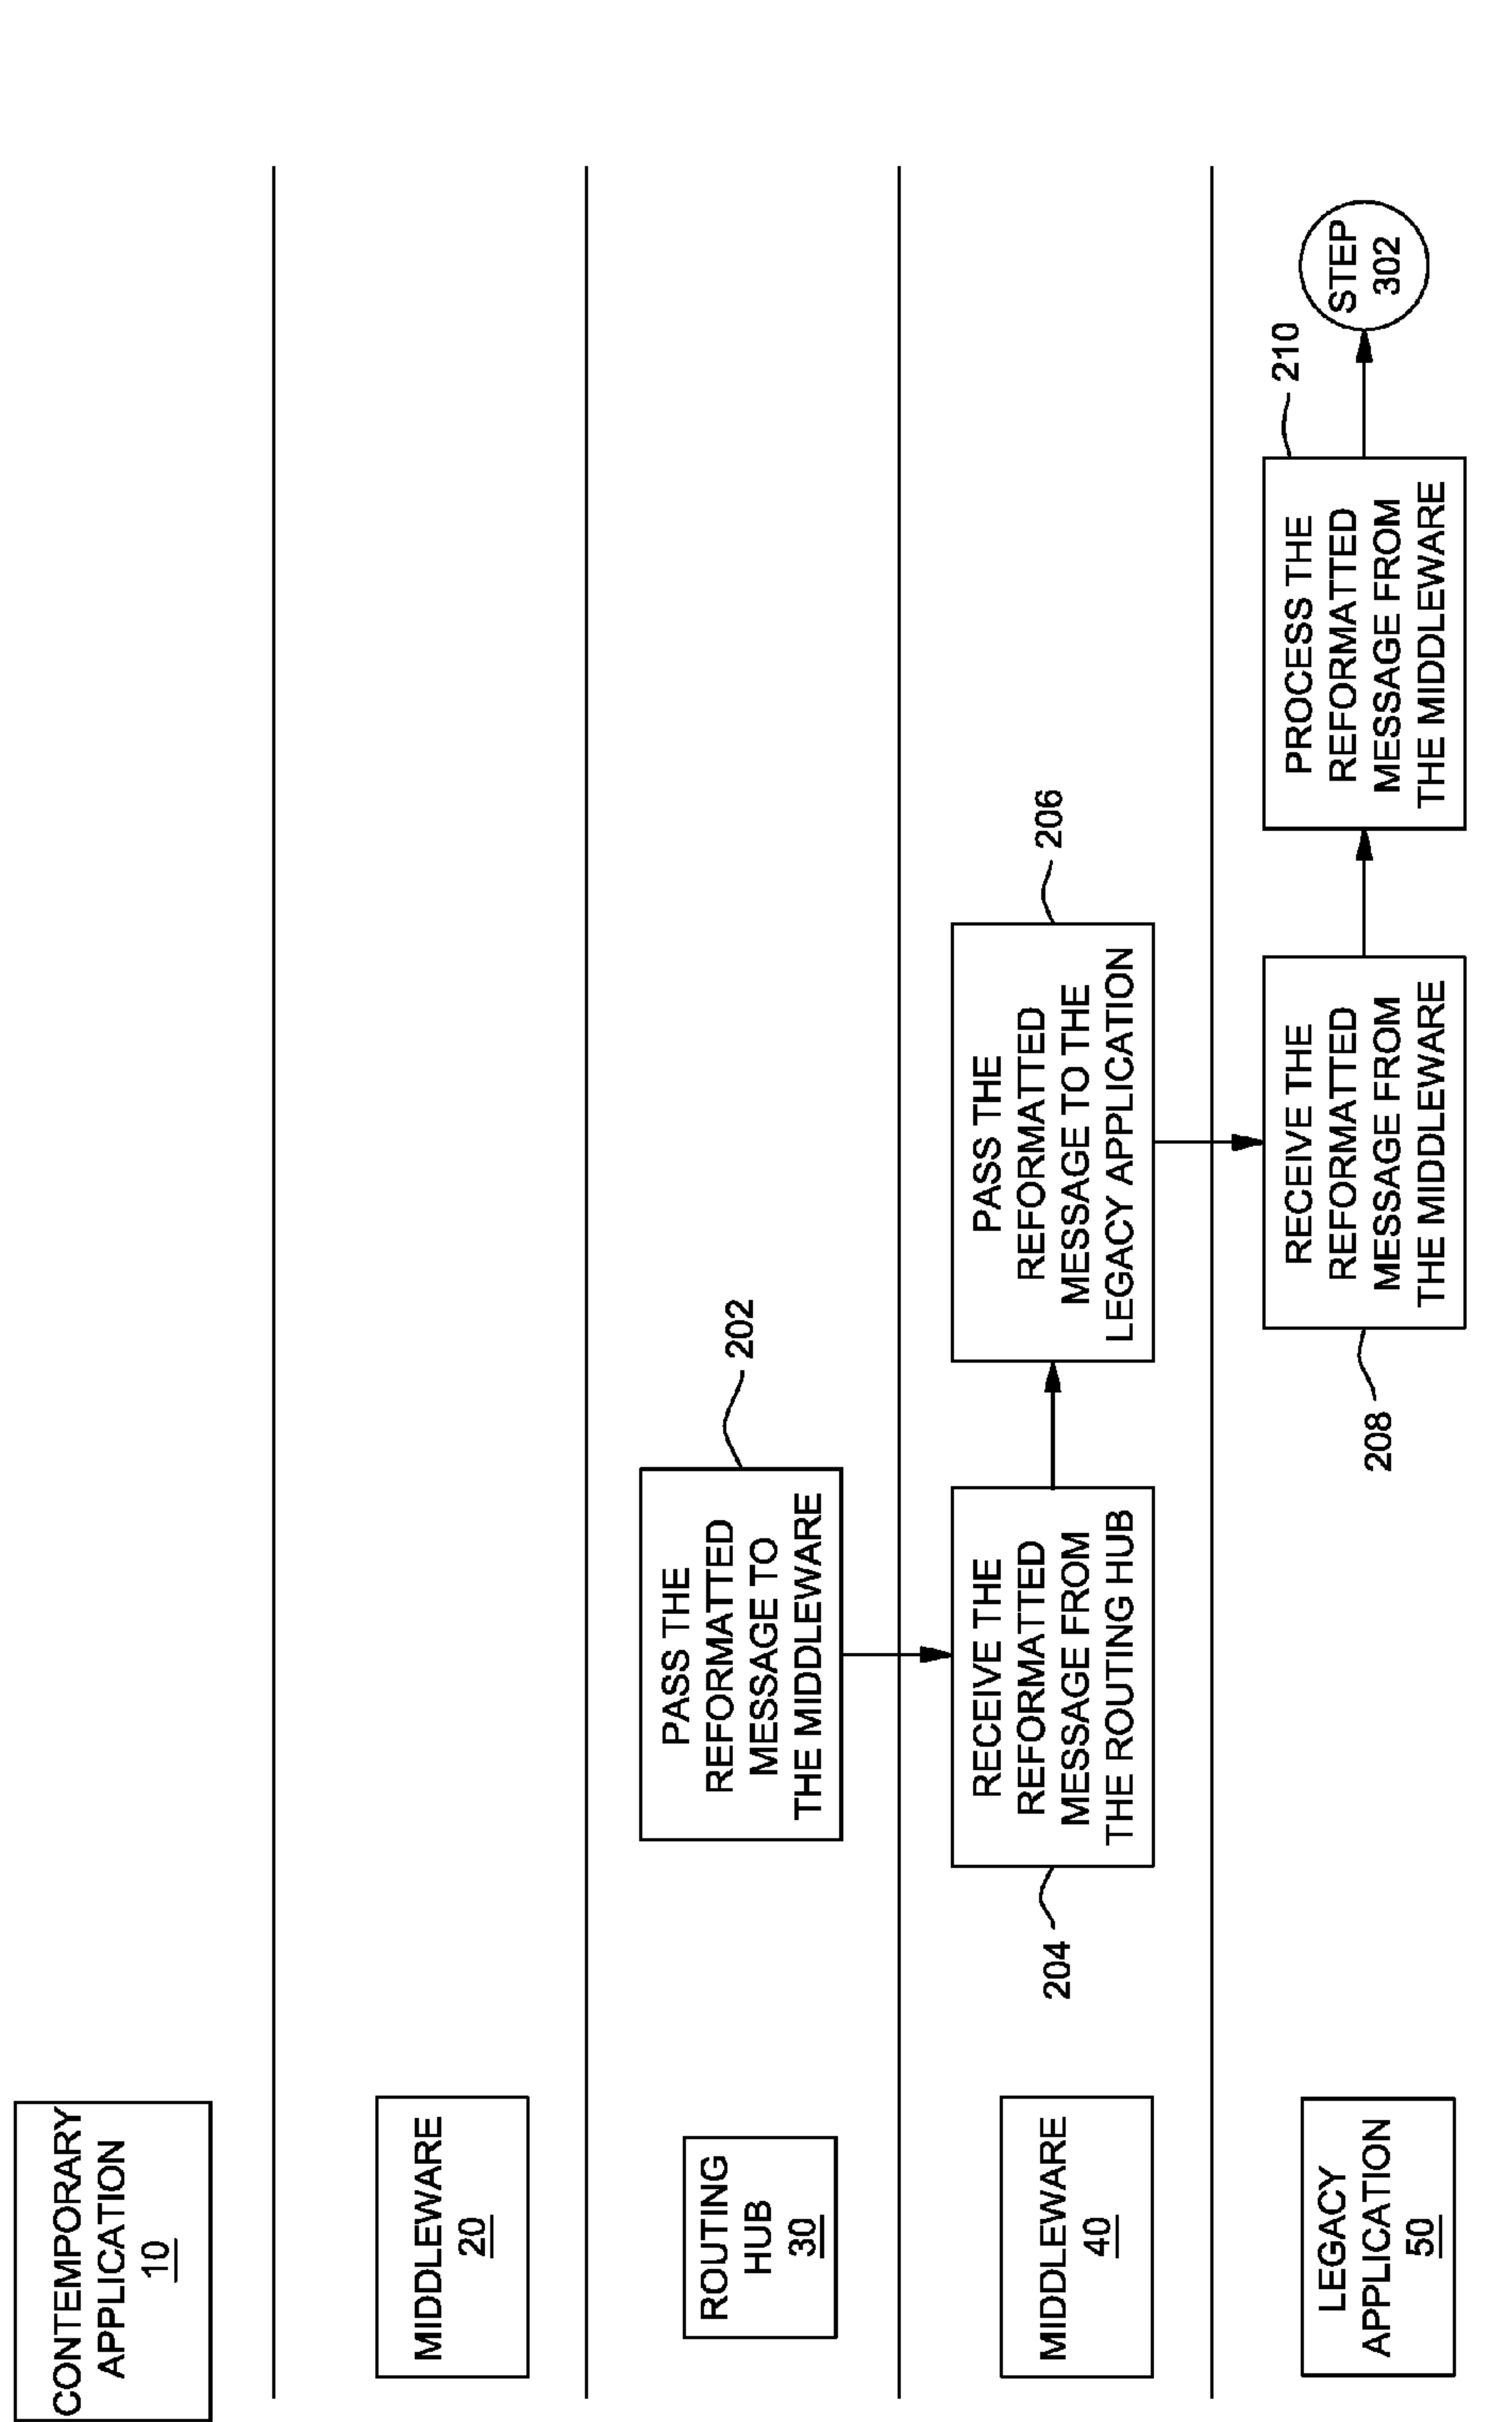 CONTEMPORARY
APPLICATION
10
MIDDLEWARE
20
ROUTING
HUB
30
PASS THE
REFORMATTED
MESSAGE TO
THE MIDDLEWARE
202
MIDDLEWARE
40
204
RECEIVE THE
REFORMATTED
MESSAGE FROM
THE ROUTING HUB
PASS THE
REFORMATTED
MESSAGE TO THE
LEGACY APPLICATION
206
LEGACY
APPLICATION
50
208
RECEIVE THE
REFORMATTED
MESSAGE FROM
THE MIDDLEWARE
PROCESS THE
REFORMATTED
MESSAGE FROM
THE MIDDLEWARE
210
STEP
302